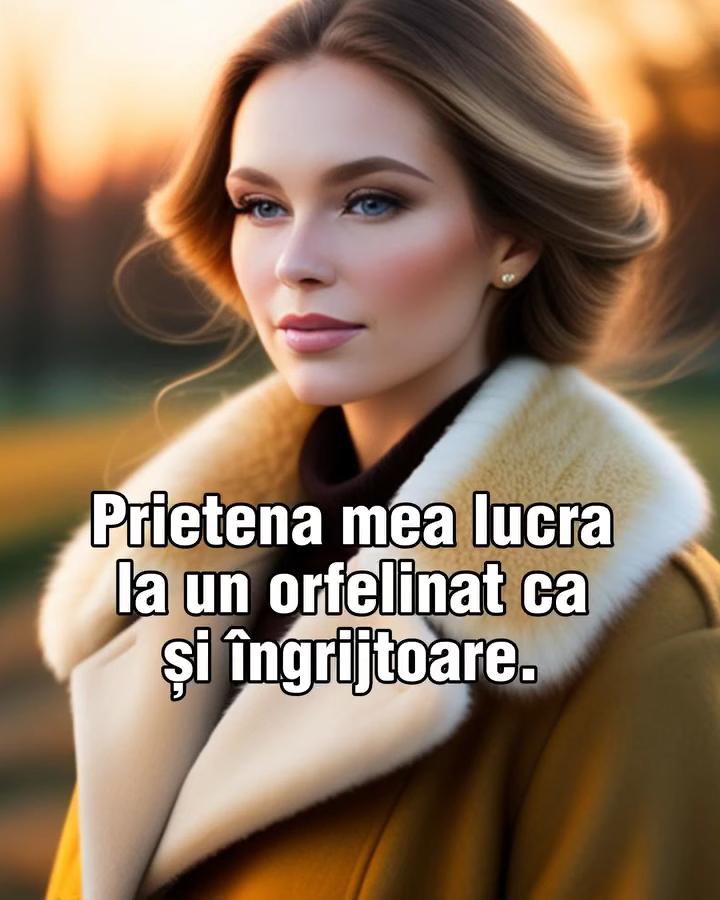 Prietena mea lucra
la un orfelinat ca
și îngrijtoare.